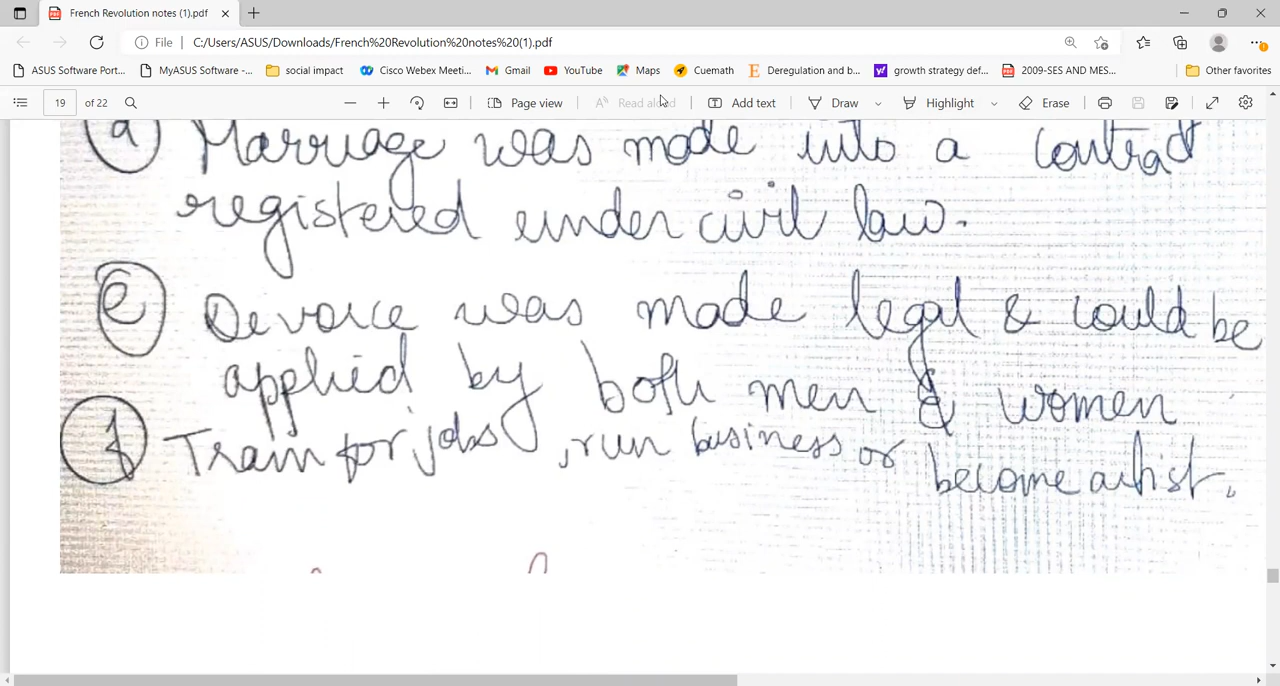 French Revolution notes (1).pdf
File C:/Users/ASUS/Downloads/French%20Revolution%20notes%20(1).pdf
ASUS Software Port... MyASUS Software -... social impact Cisco Webex Meeti... Gmail YouTube Maps Cuemath Deregulation and b... growth strategy def... 2009-SES AND MES... Other favorites
19 of 22 Page view Read aloud Add text Draw Highlight Erase
d Marriage was made into a contract
registered under civil law.
e Devorce was made legal & could be
applied by both men & women
f Train for jobs, run business or become artist.